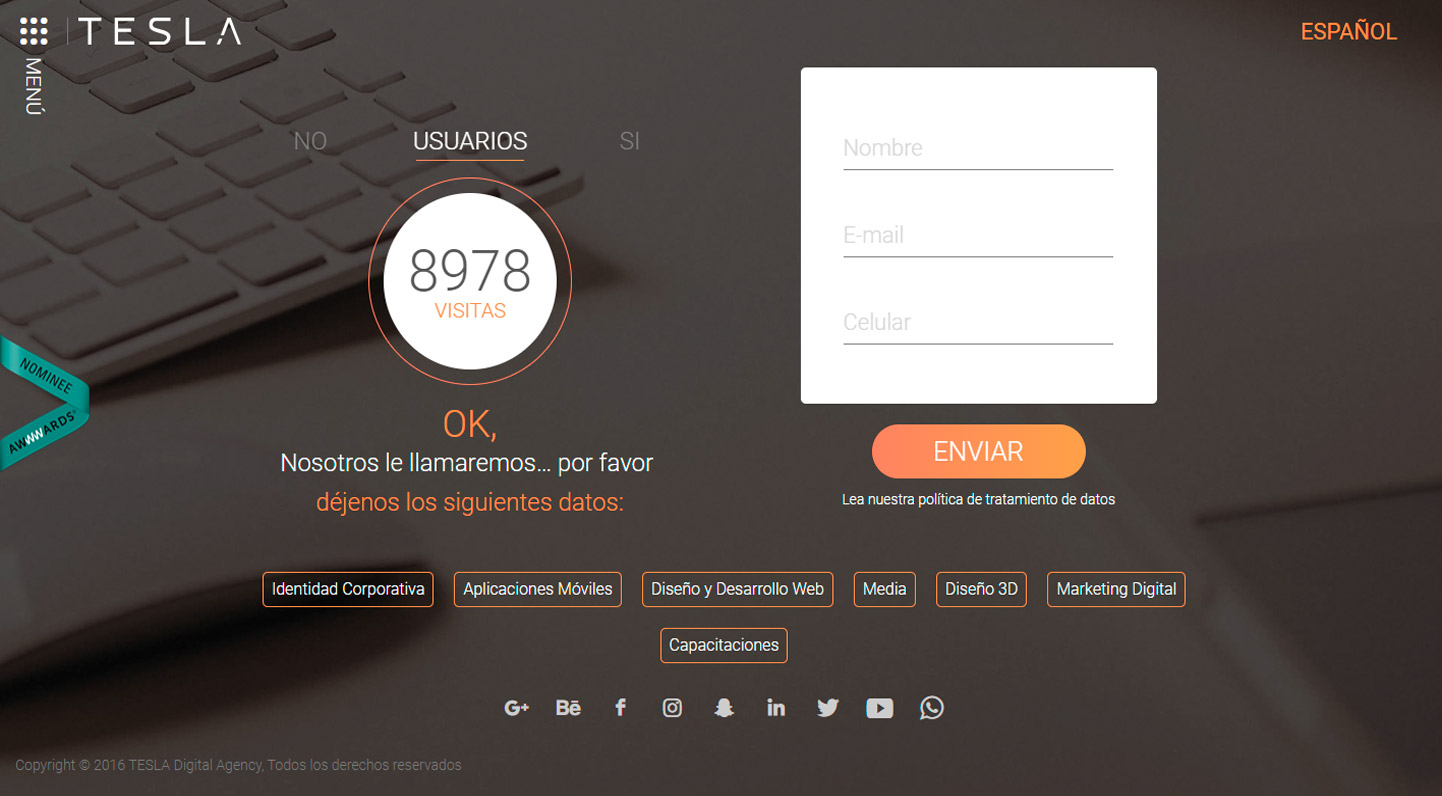 TESLA
ESPAÑOL
MENÚ
NO USUARIOS SI
8978
VISITAS
OK,
Nosotros le llamaremos... por favor
déjenos los siguientes datos:
Nombre
E-mail
Celular
ENVIAR
Lea nuestra política de tratamiento de datos
NOMINEE
AWWWARDS
Identidad Corporativa Aplicaciones Móviles Diseño y Desarrollo Web Media Diseño 3D Marketing Digital
Capacitaciones
G+ Bē f in
Copyright © 2016 TESLA Digital Agency, Todos los derechos reservados